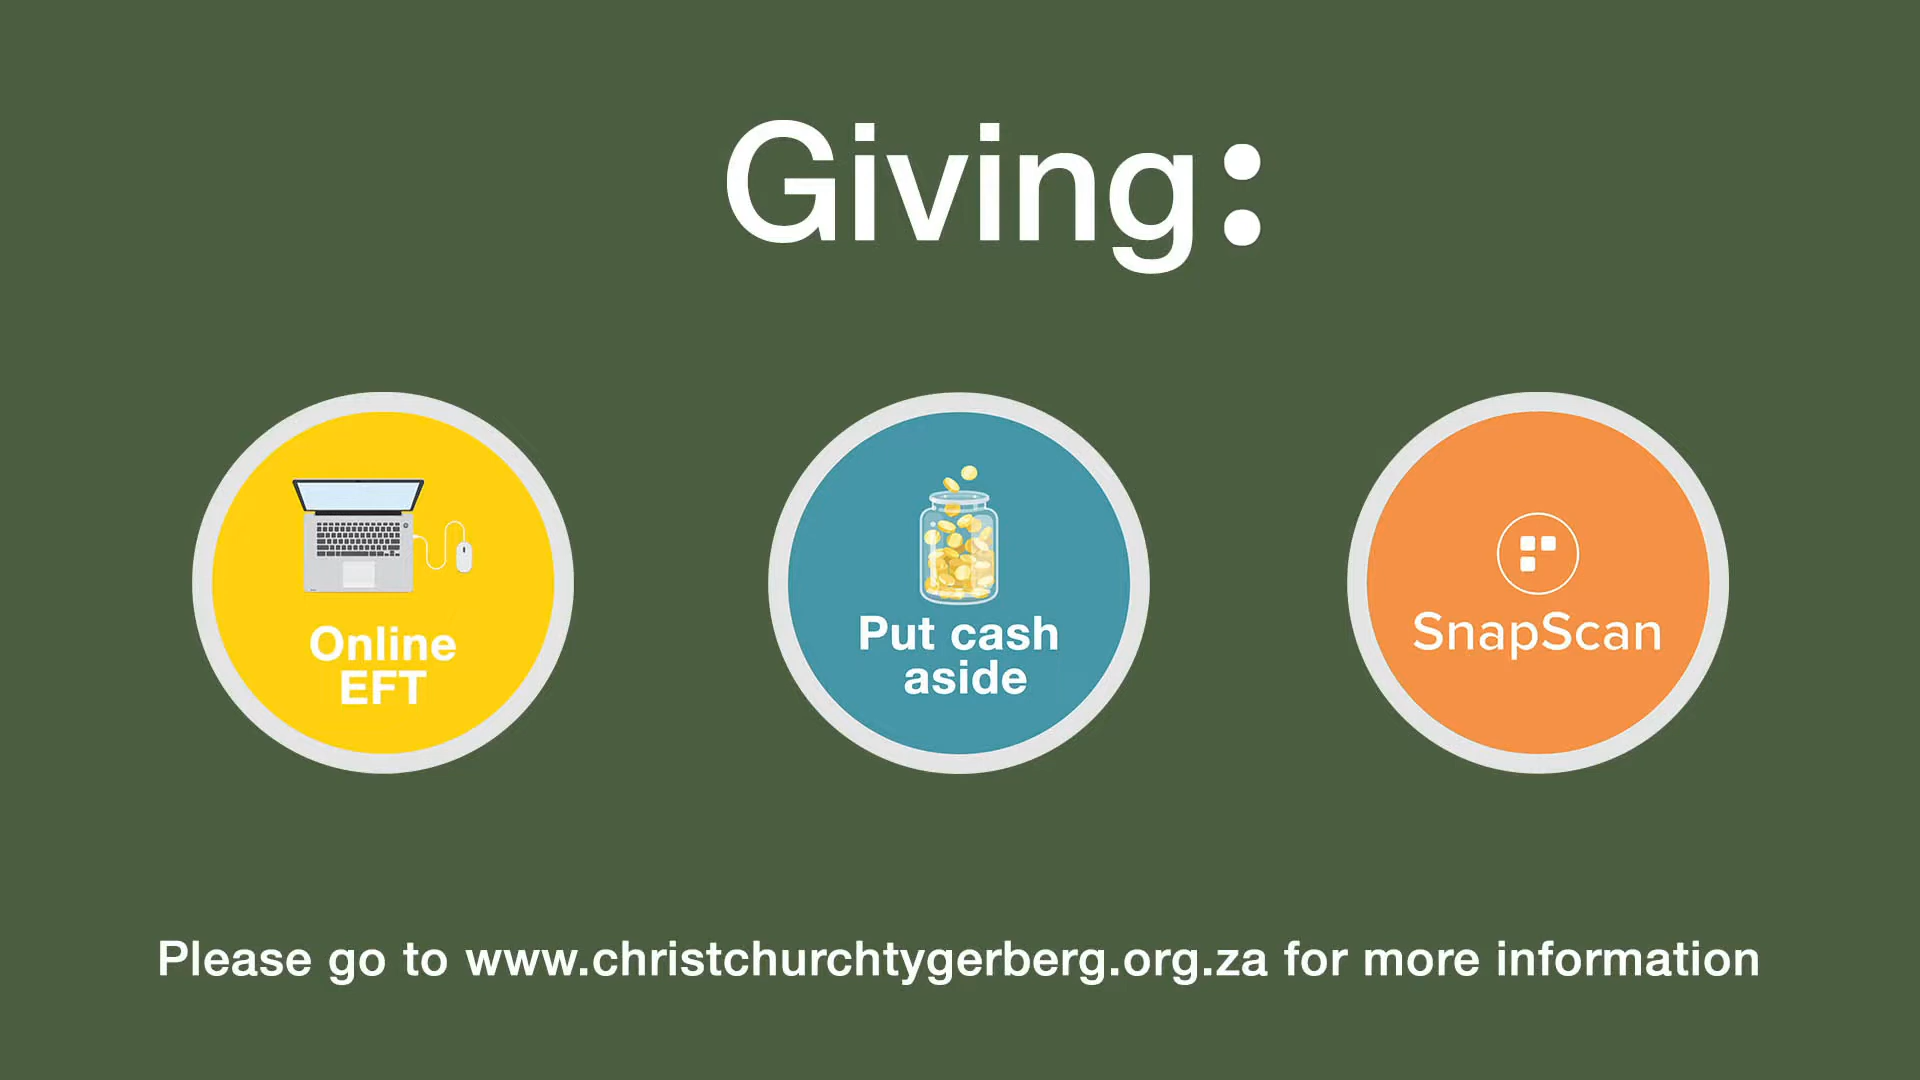 Giving:
Online
EFT
Put cash
aside
SnapScan
Please go to www.christchurchtygerberg.org.za for more information